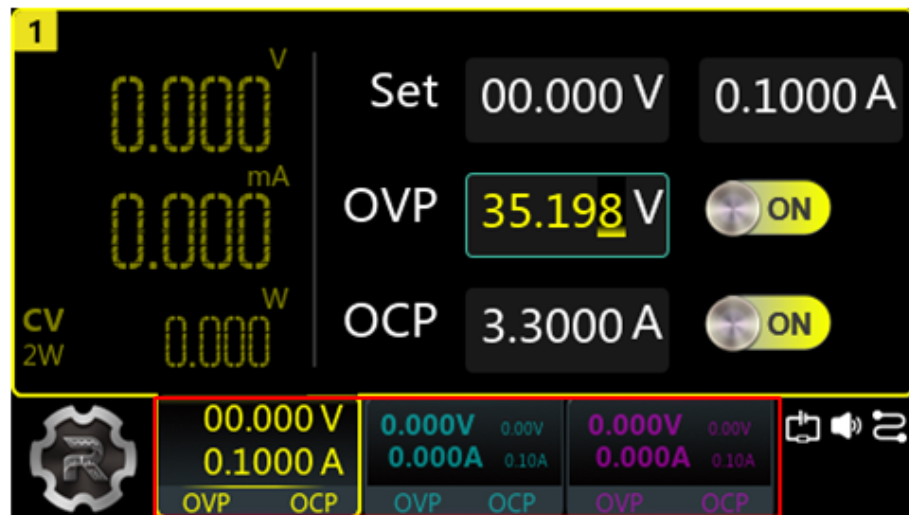 1
V
0.000
mA
0.000
W
CV
0.000
2W
Set 00.000 V 0.1000 A
OVP 35.198 V ON
OCP 3.3000 A ON
R
00.000 V
0.1000 A
OVP OCP
0.000V 0.00V
0.000A 0.10A
OVP OCP
0.000V 0.00V
0.000A 0.10A
OVP OCP